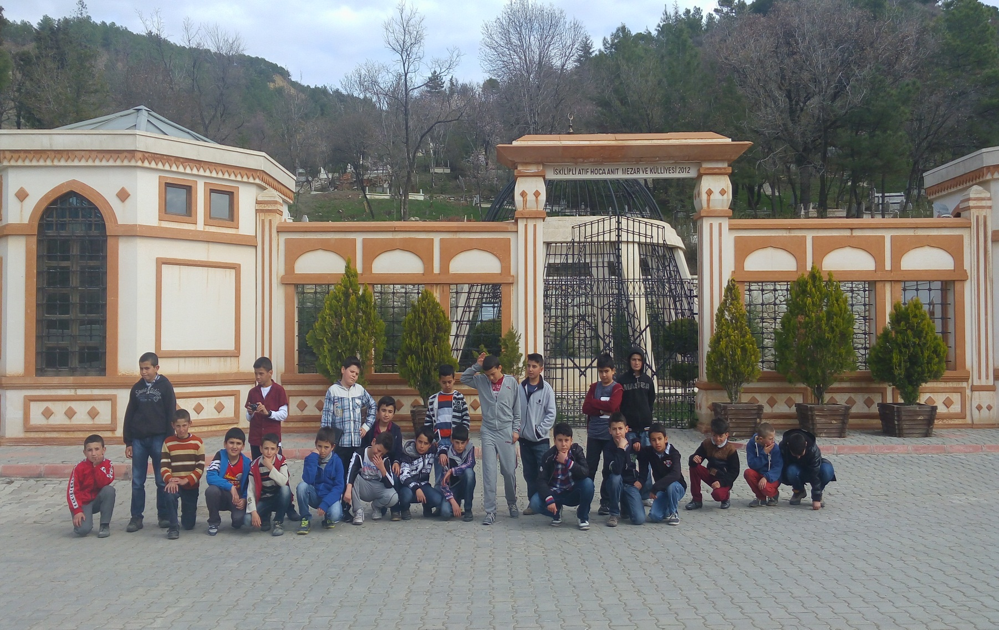 İSKİLİPLİ ATIF HOCA ANIT MEZAR VE KÜLLİYESİ 2012